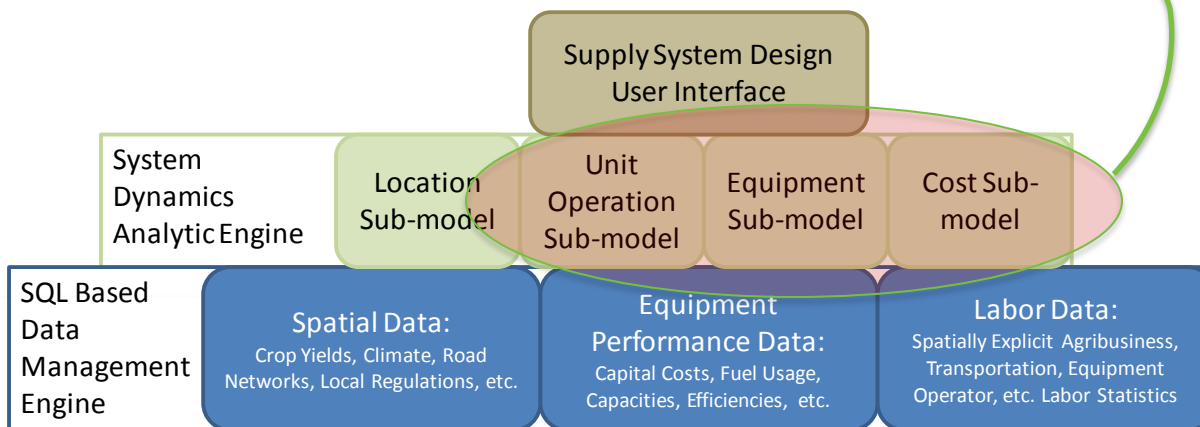 Supply System Design
User Interface
System
Dynamics
Analytic Engine
Location
Sub-model
Unit
Operation
Sub-model
Equipment
Sub-model
Cost Sub-
model
SQL Based
Data
Management
Engine
Spatial Data:
Crop Yields, Climate, Road
Networks, Local Regulations, etc.
Equipment
Performance Data:
Capital Costs, Fuel Usage,
Capacities, Efficiencies, etc.
Labor Data:
Spatially Explicit Agribusiness,
Transportation, Equipment
Operator, etc. Labor Statistics